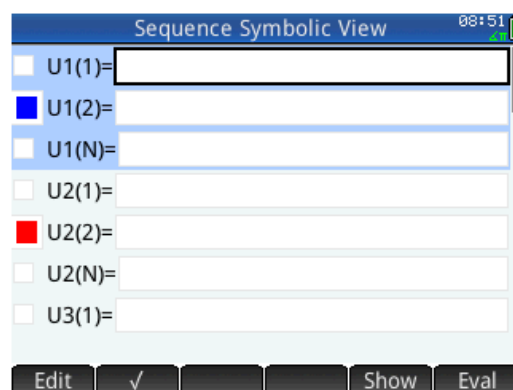 Sequence Symbolic View 08:51
∠π
U1(1)=
U1(2)=
U1(N)=
U2(1)=
U2(2)=
U2(N)=
U3(1)=
Edit √ Show Eval